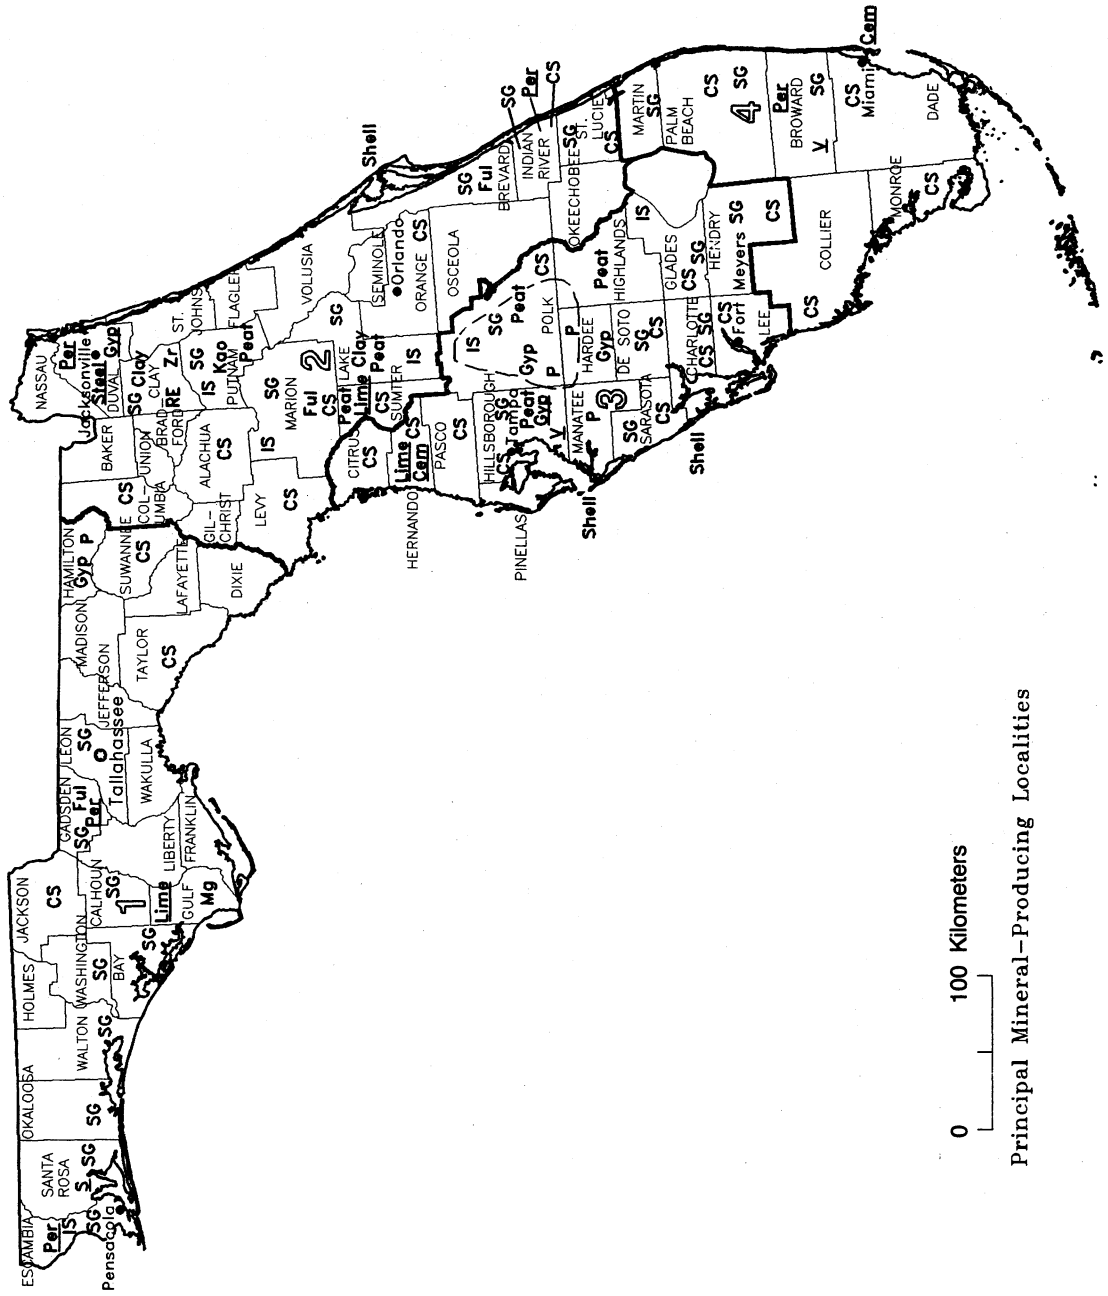 ESCAMBIA
Per
IS
SG
Pensacola
SANTA
ROSA
S
SG
OKALOOSA
SG
WALTON
SG
HOLMES
WASHINGTON
SG
BAY
SG
JACKSON
CS
CALHOUN
SG
1
Lime
GULF
Mg
LIBERTY
FRANKLIN
GADSDEN
SG Ful
Per
LEON
SG
Tallahassee
WAKULLA
JEFFERSON
MADISON
TAYLOR
CS
HAMILTON
Gyp P
SUWANNEE
CS
LAFAYETTE
DIXIE
COL-
UMBIA
CS
GIL-
CHRIST
LEVY
CS
BAKER
UNION
BRAD-
FORD
ALACHUA
CS
IS
NASSAU
Per
Jacksonville
Steel
DUVAL
Gyp
SG Clay
CLAY
RE Zr
ST.
JOHNS
SG
IS Kao
PUTNAM
Peat
FLAGLER
VOLUSIA
SG
MARION
SG
Ful
CS
2
LAKE
Peat
Clay
Lime
Peat
CS
SUMTER
IS
CITRUS
CS
Lime
Cem
CS
HERNANDO
PASCO
CS
PINELLAS
HILLSBOROUGH
CS
SG
Tampa
Peat
Gyp
V
SEMINOLE
Orlando
ORANGE
CS
OSCEOLA
Shell
BREVARD
SG
Ful
INDIAN
RIVER
SG
Per
CS
IS
SG
Peat
POLK
CS
Gyp
P
P
MANATEE
P
3
HARDEE
Gyp
Shell
SARASOTA
SG
CS
Shell
DE SOTO
SG
CS
HIGHLANDS
Peat
OKEECHOBEE
ST.
LUCIE
SG
CS
MARTIN
SG
CHARLOTTE
CS
SG
GLADES
IS
CS
SG
LEE
CS
Fort
Meyers
HENDRY
SG
CS
PALM
BEACH
CS
SG
4
COLLIER
CS
BROWARD
Per
SG
V
MONROE
CS
DADE
CS
Miami
Cem
0
100 Kilometers
Principal Mineral-Producing Localities